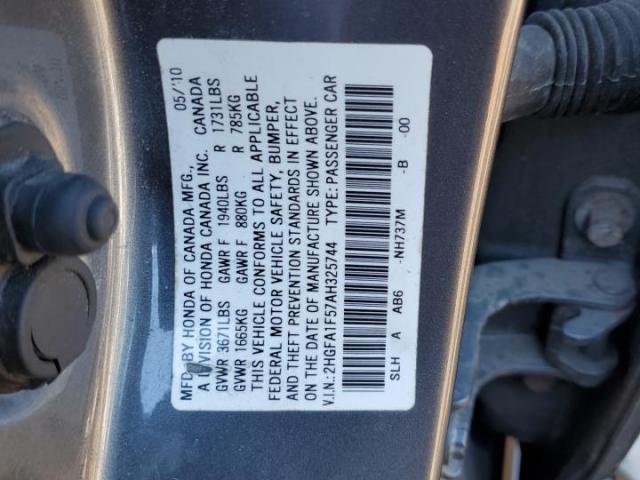 MFD. BY HONDA OF CANADA MFG., 05/'10
A DIVISION OF HONDA CANADA INC. CANADA
GVWR 3671LBS GAWR F 1940LBS R 1731LBS
GVWR 1665KG GAWR F 880KG R 785KG
THIS VEHICLE CONFORMS TO ALL APPLICABLE
FEDERAL MOTOR VEHICLE SAFETY, BUMPER,
AND THEFT PREVENTION STANDARDS IN EFFECT
ON THE DATE OF MANUFACTURE SHOWN ABOVE.
V.I.N.:2HGFA1F57AH325744 TYPE:PASSENGER CAR
SLH A AB6 -NH737M -B -00